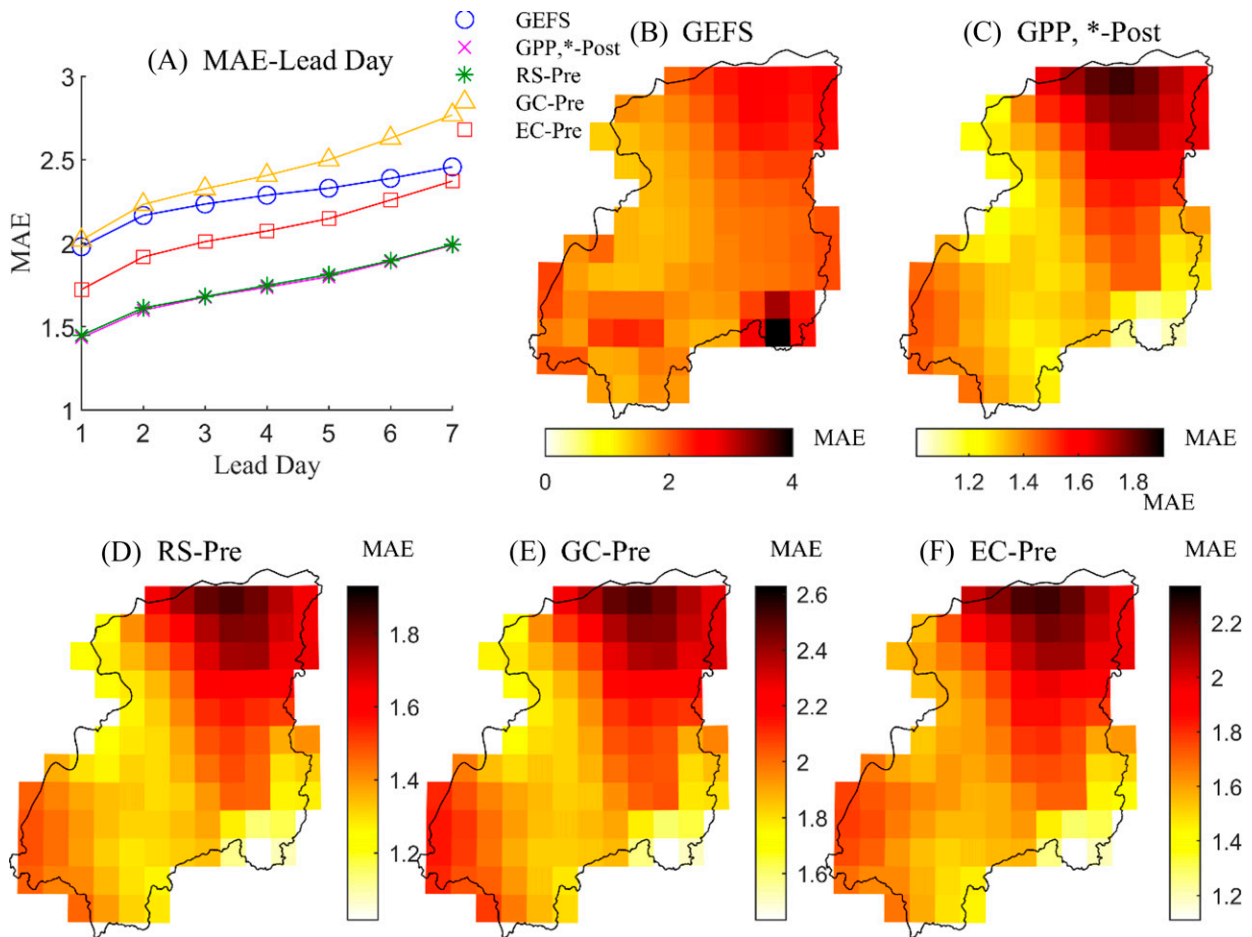 GEFS
GPP,*-Post
RS-Pre
GC-Pre
EC-Pre
(A) MAE-Lead Day
3
2.5
2
1.5
1
MAE
1 2 3 4 5 6 7
Lead Day
(B) GEFS
0 2 4
MAE
(C) GPP, *-Post
1.2 1.4 1.6 1.8
MAE
MAE
(D) RS-Pre
MAE
1.8
1.6
1.4
1.2
(E) GC-Pre
MAE
2.6
2.4
2.2
2
1.8
1.6
(F) EC-Pre
MAE
2.2
2
1.8
1.6
1.4
1.2